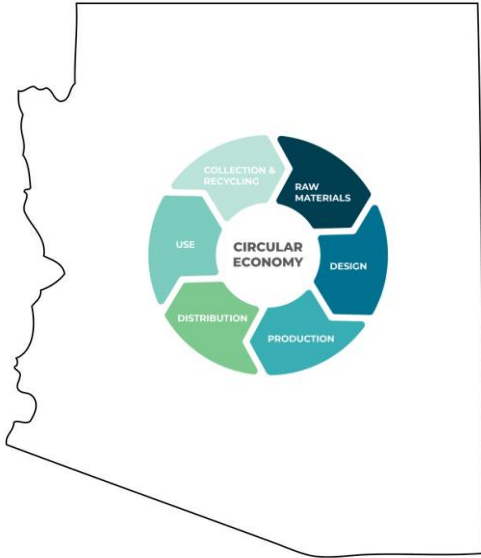 COLLECTION &
RECYCLING
RAW
MATERIALS
USE
CIRCULAR
ECONOMY
DESIGN
DISTRIBUTION
PRODUCTION